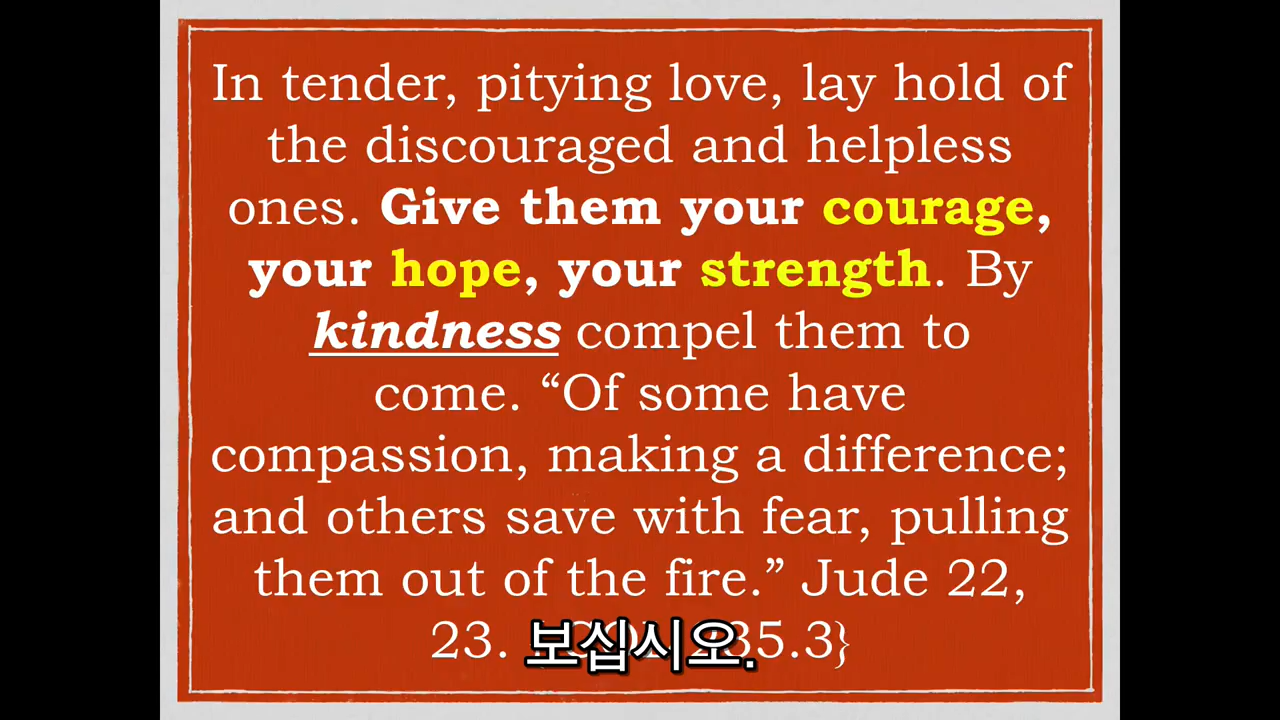 In tender, pitying love, lay hold of
the discouraged and helpless
ones. Give them your courage,
your hope, your strength. By
kindness compel them to
come. “Of some have
compassion, making a difference;
and others save with fear, pulling
them out of the fire.” Jude 22,
23. 35.3}
보십시오.